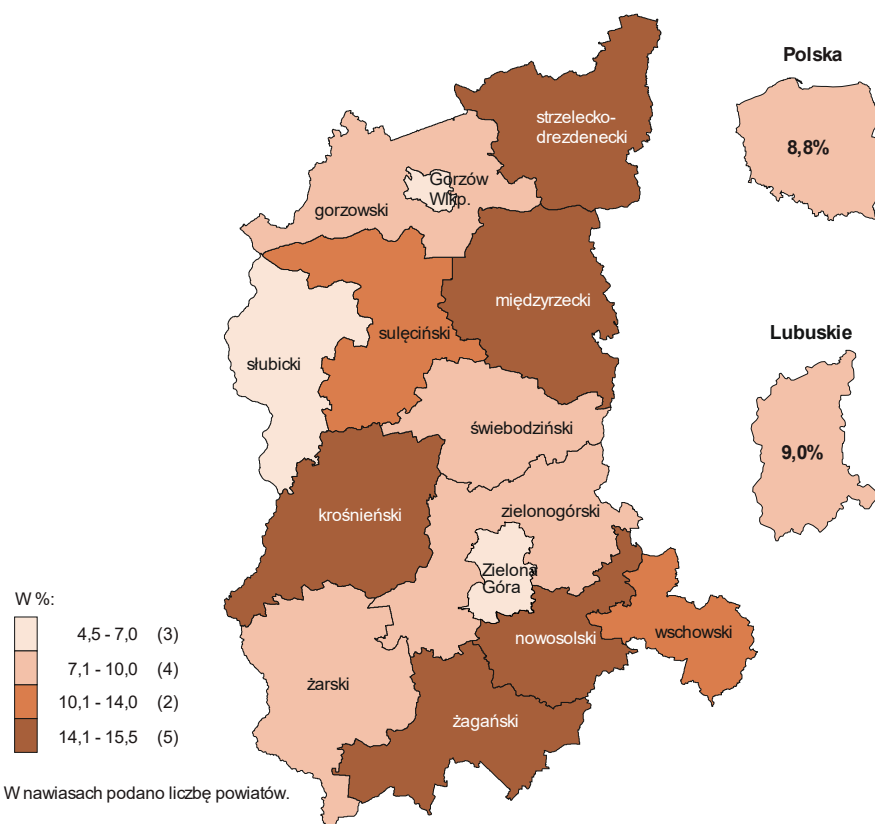 Polska
8,8%
strzelecko-
drezdenecki
Gorzów
Wlkp.
gorzowski
międzyrzecki
sulęciński
słubicki
Lubuskie
9,0%
świebodziński
krośnieński
zielonogórski
Zielona
Góra
nowosolski
wschowski
żarski
żagański
W %:
4,5 - 7,0 (3)
7,1 - 10,0 (4)
10,1 - 14,0 (2)
14,1 - 15,5 (5)
W nawiasach podano liczbę powiatów.